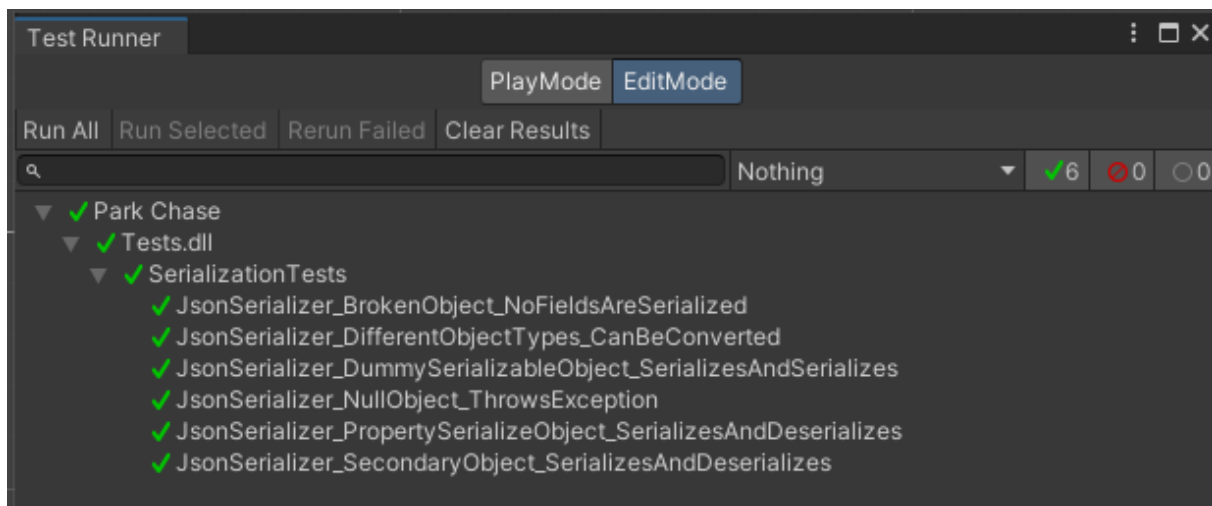 Test Runner
PlayMode EditMode
Run All Run Selected Rerun Failed Clear Results
Nothing 6 0 0
Park Chase
Tests.dll
SerializationTests
JsonSerializer_BrokenObject_NoFieldsAreSerialized
JsonSerializer_DifferentObjectTypes_CanBeConverted
JsonSerializer_DummySerializableObject_SerializesAndSerializes
JsonSerializer_NullObject_ThrowsException
JsonSerializer_PropertySerializeObject_SerializesAndDeserializes
JsonSerializer_SecondaryObject_SerializesAndDeserializes